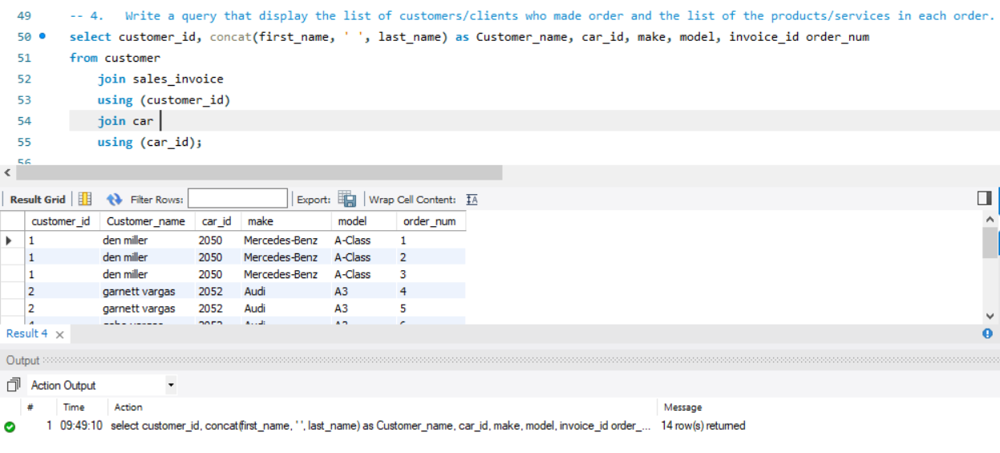 49 -- 4. Write a query that display the list of customers/clients who made order and the list of the products/services in each order.
50 select customer_id, concat(first_name, ' ', last_name) as Customer_name, car_id, make, model, invoice_id order_num
51 from customer
52 join sales_invoice
53 using (customer_id)
54 join car
55 using (car_id);
56
Result Grid Filter Rows: Export: Wrap Cell Content: IA
customer_id Customer_name car_id make model order_num
1 den miller 2050 Mercedes-Benz A-Class 1
1 den miller 2050 Mercedes-Benz A-Class 2
1 den miller 2050 Mercedes-Benz A-Class 3
2 garnett vargas 2052 Audi A3 4
2 garnett vargas 2052 Audi A3 5
Result 4
Output
Action Output
# Time Action Message
1 09:49:10 select customer_id, concat(first_name, ' ', last_name) as Customer_name, car_id, make, model, invoice_id order_... 14 row(s) returned